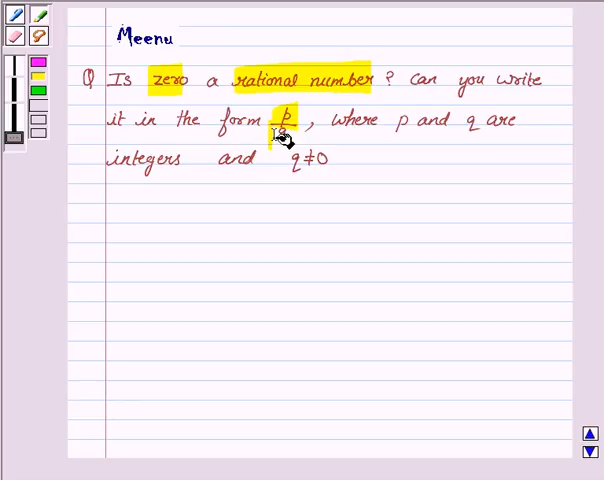 Meenu
Q Is zero a rational number ? Can you write
it in the form p/q , where p and q are
integers and q≠0